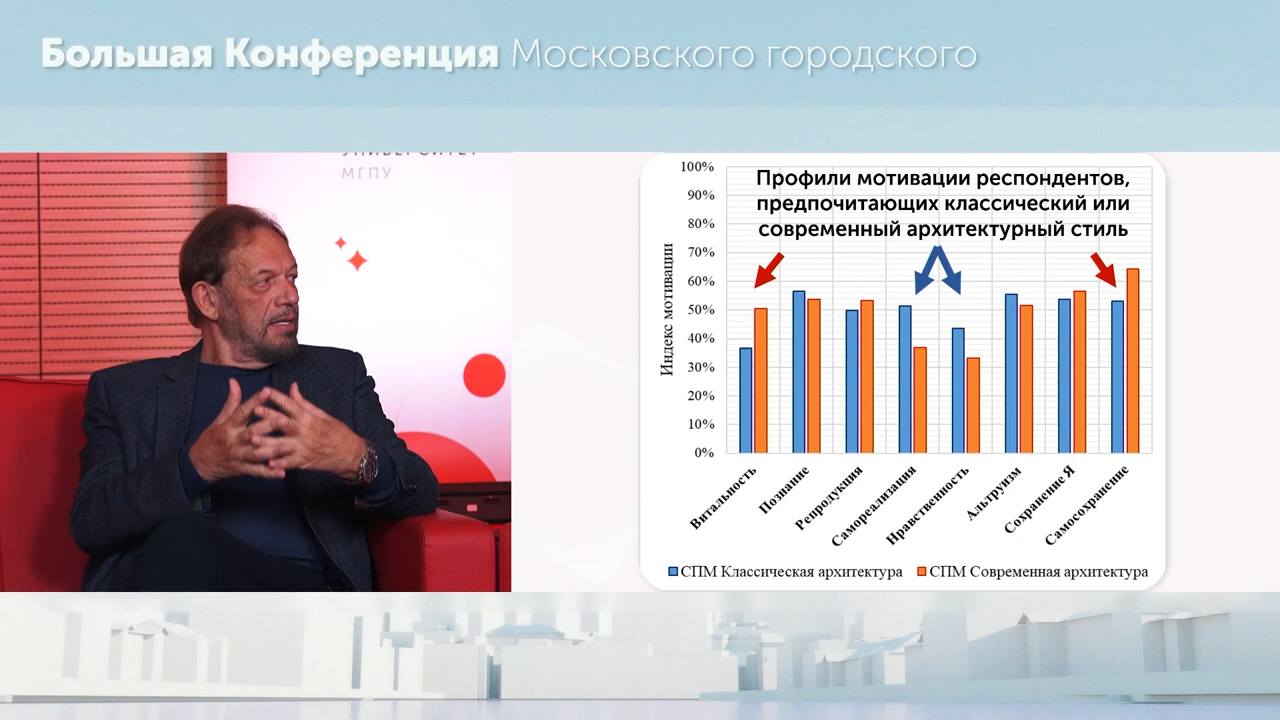 Большая Конференция Московского городского
УНИВЕРСИТЕТ
МГПУ
Профили мотивации респондентов,
предпочитающих классический или
современный архитектурный стиль
Индекс мотивации
100%
90%
80%
70%
60%
50%
40%
30%
20%
10%
0%
Витальность
Познание
Репродукция
Самореализация
Нравственность
Альтруизм
Сохранение Я
Самосохранение
СПМ Классическая архитектура
СПМ Современная архитектура